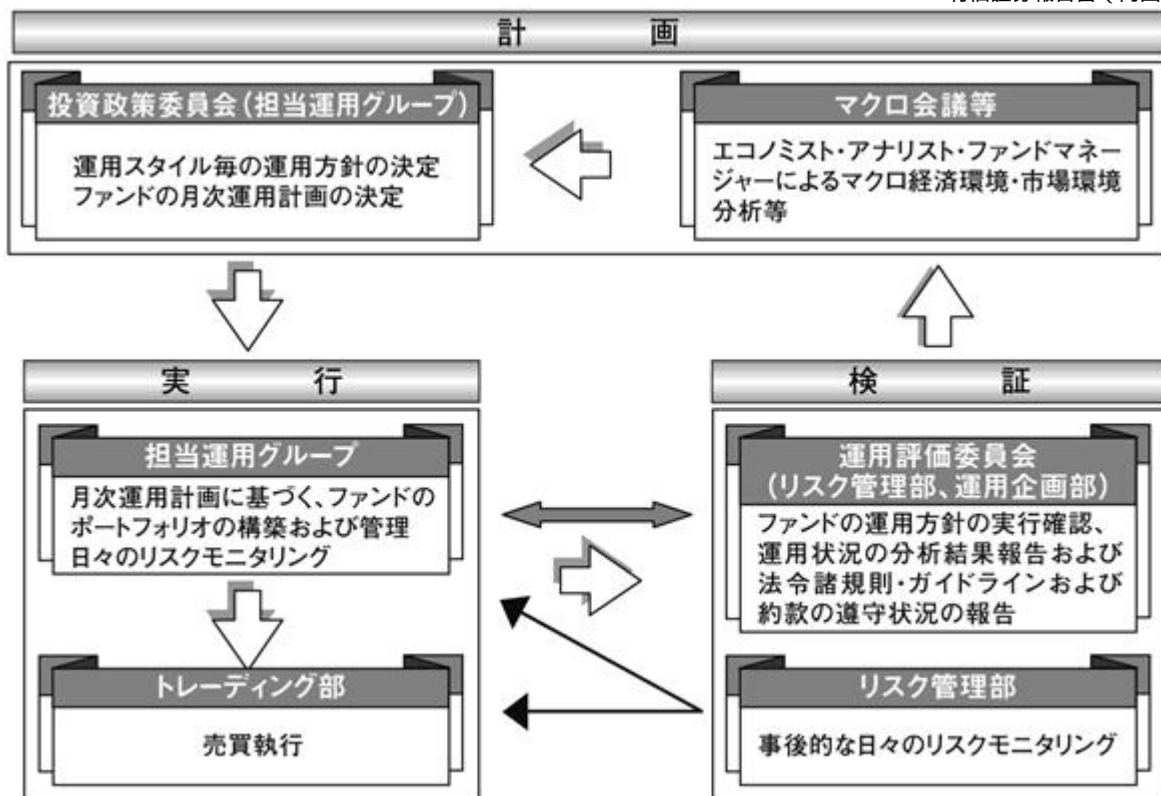 計 画
投資政策委員会(担当運用グループ)
運用スタイル毎の運用方針の決定
ファンドの月次運用計画の決定
マクロ会議等
エコノミスト・アナリスト・ファンドマネー
ジャーによるマクロ経済環境・市場環境
分析等
実 行
担当運用グループ
月次運用計画に基づく、ファンドの
ポートフォリオの構築および管理
日々のリスクモニタリング
トレーディング部
売買執行
検 証
運用評価委員会
(リスク管理部、運用企画部)
ファンドの運用方針の実行確認、
運用状況の分析結果報告および
法令諸規則・ガイドラインおよび
約款の遵守状況の報告
リスク管理部
事後的な日々のリスクモニタリング